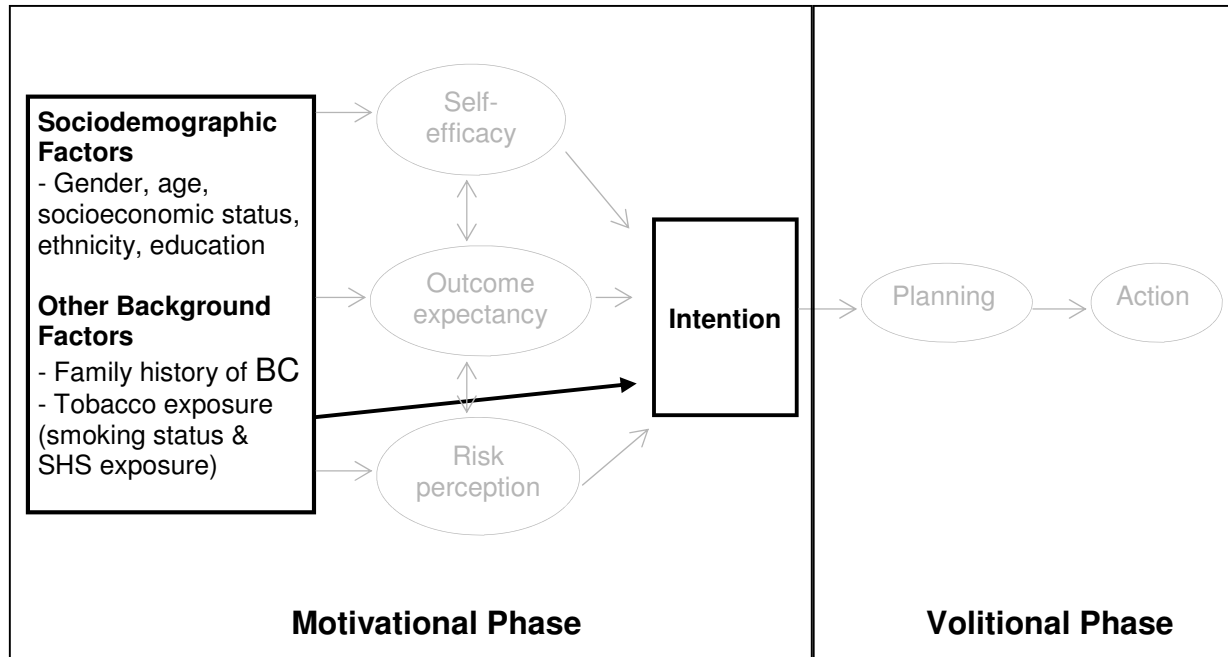 Sociodemographic
Factors
- Gender, age,
socioeconomic status,
ethnicity, education
Other Background
Factors
- Family history of BC
- Tobacco exposure
(smoking status &
SHS exposure)
Self-
efficacy
Outcome
expectancy
Risk
perception
Intention
Planning
Action
Motivational Phase
Volitional Phase